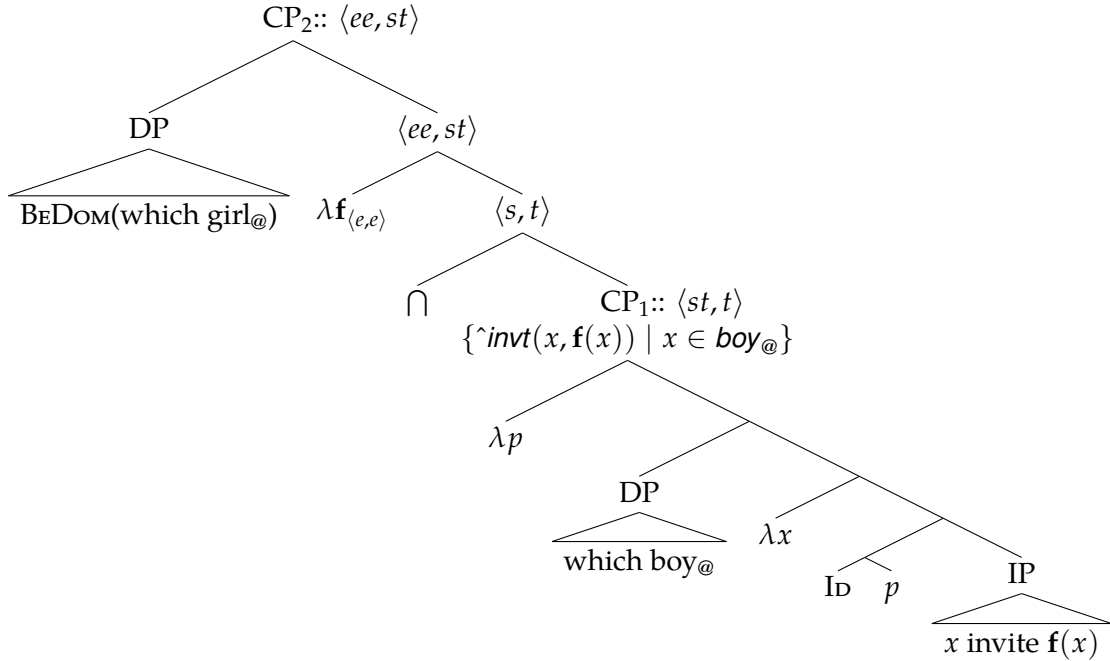 CP₂:: ⟨ee, st⟩
DP ⟨ee, st⟩
BeDom(which girl@) λf⟨e,e⟩ ⟨s, t⟩
⋂ CP₁:: ⟨st, t⟩
{ˆinvt(x, f(x)) | x ∈ boy@}
λp
DP
which boy@ λx
Id p IP
x invite f(x)